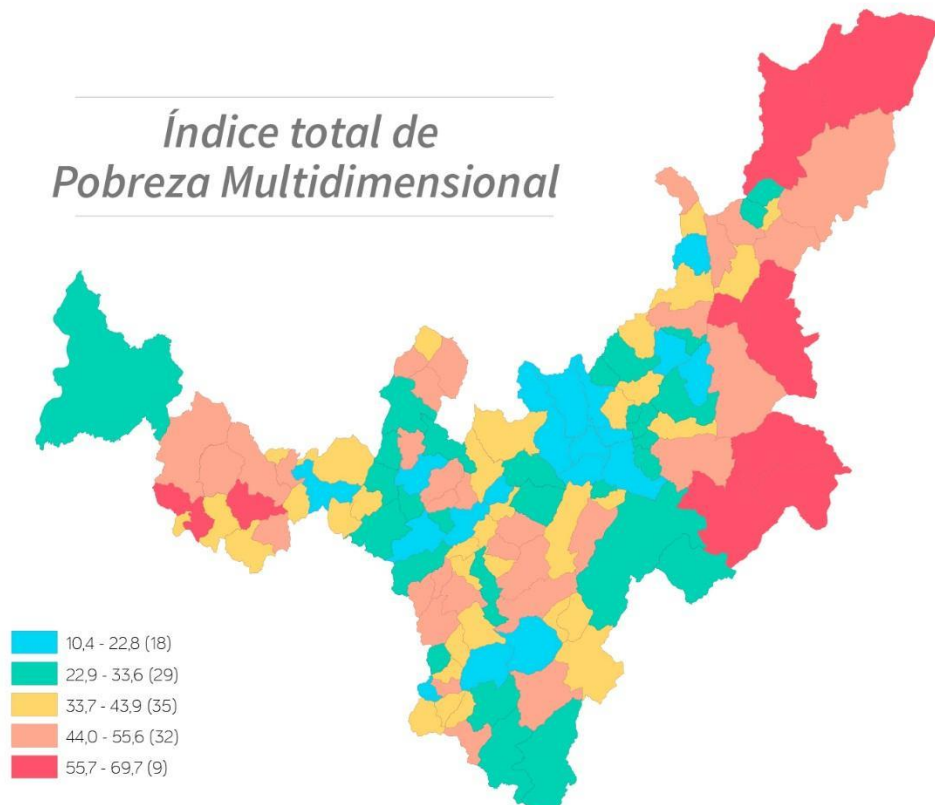 Índice total de
Pobreza Multidimensional
10,4 - 22,8 (18)
22,9 - 33,6 (29)
33,7 - 43,9 (35)
44,0 - 55,6 (32)
55,7 - 69,7 (9)